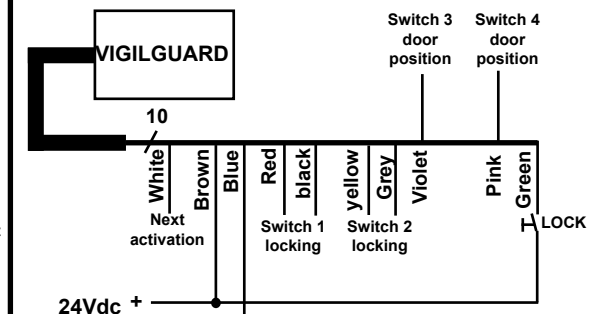 Switch 3
door
position
Switch 4
door
position
VIGILGUARD
10
White
Brown
Blue
Red
black
yellow
Grey
Violet
Pink
Green
Next
activation
Switch 1
locking
Switch 2
locking
LOCK
24Vdc +